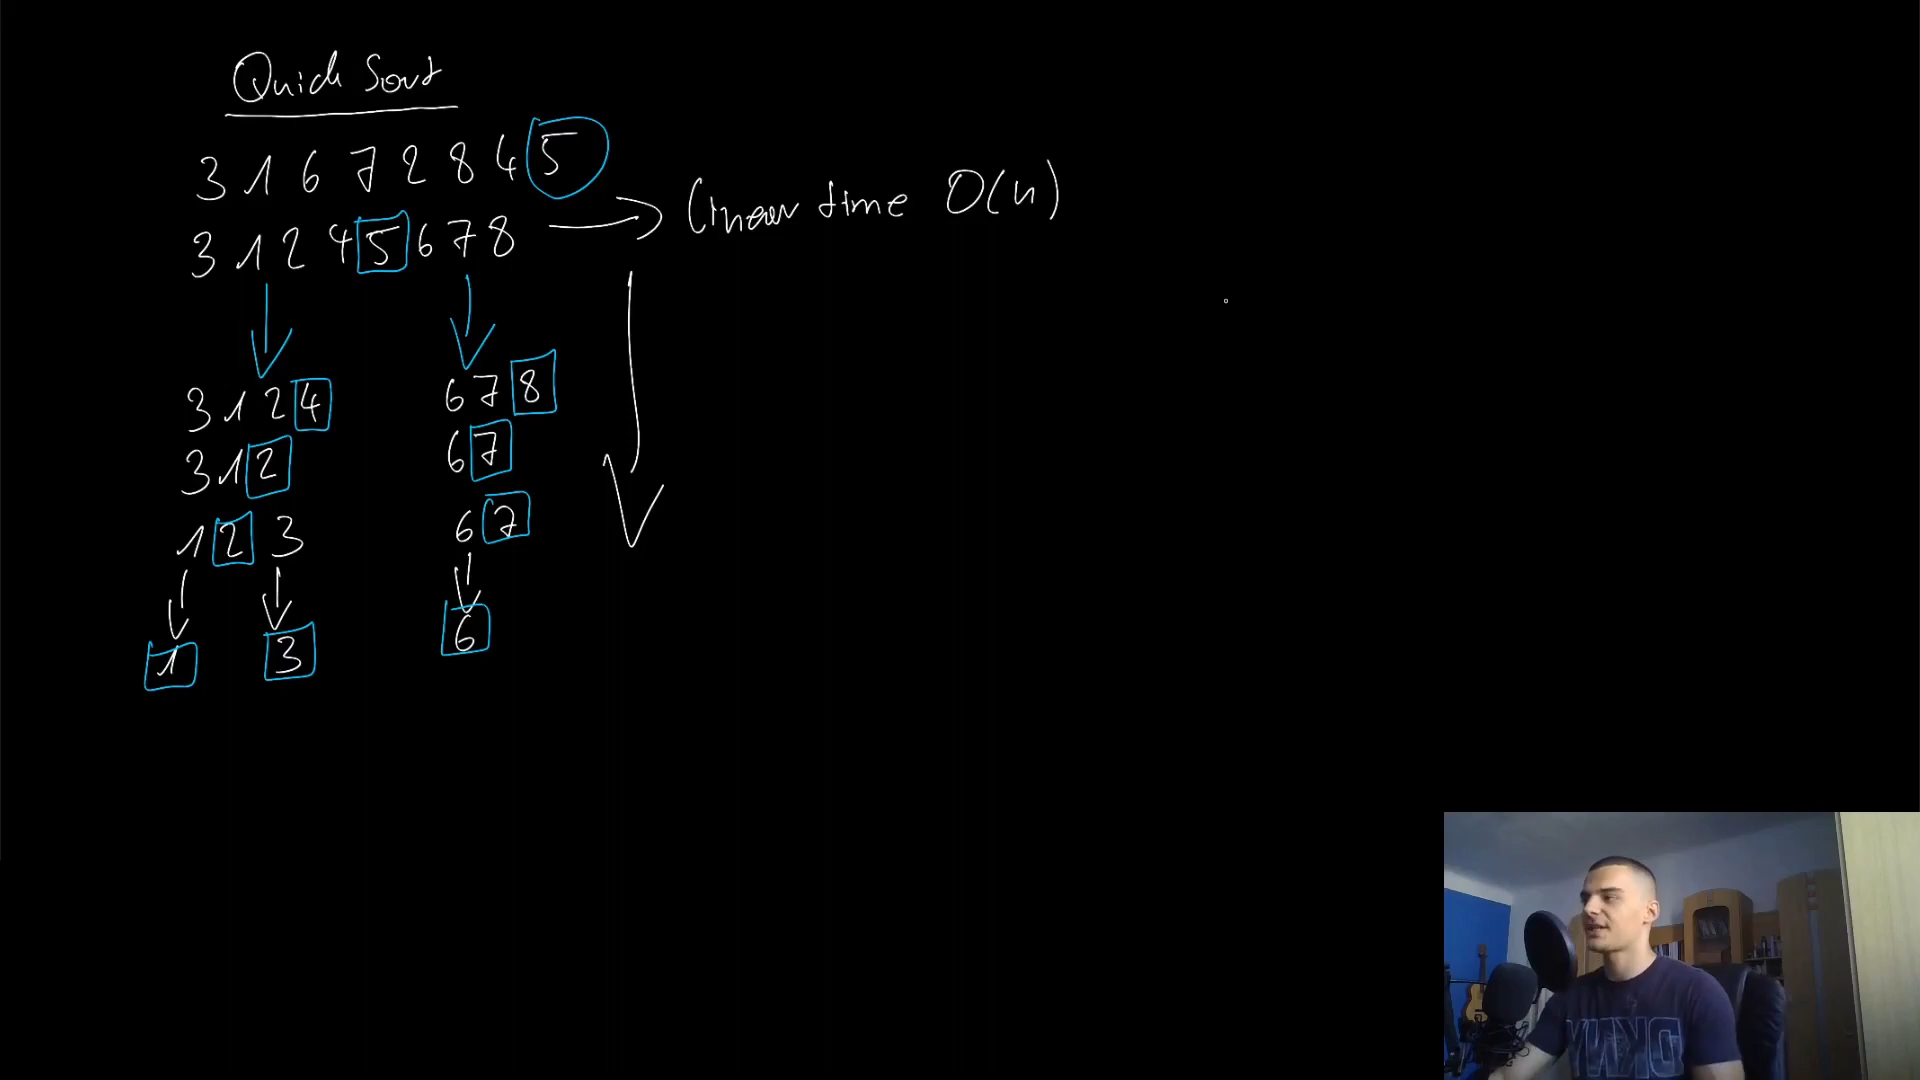 Quick Sort
3 1 6 7 2 8 4 5
3 1 2 4 5 6 7 8
Linear time O(n)
3 1 2 4
6 7 8
3 1 2
6 7
1 2 3
6 7
1
3
6
DKNY